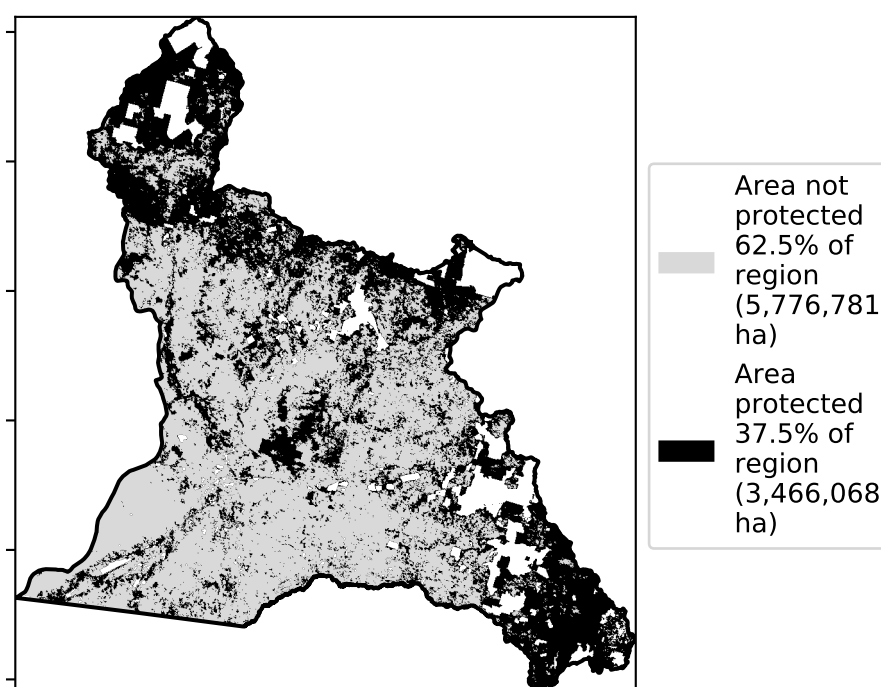 Area not
protected
62.5% of
region
(5,776,781
ha)
Area
protected
37.5% of
region
(3,466,068
ha)